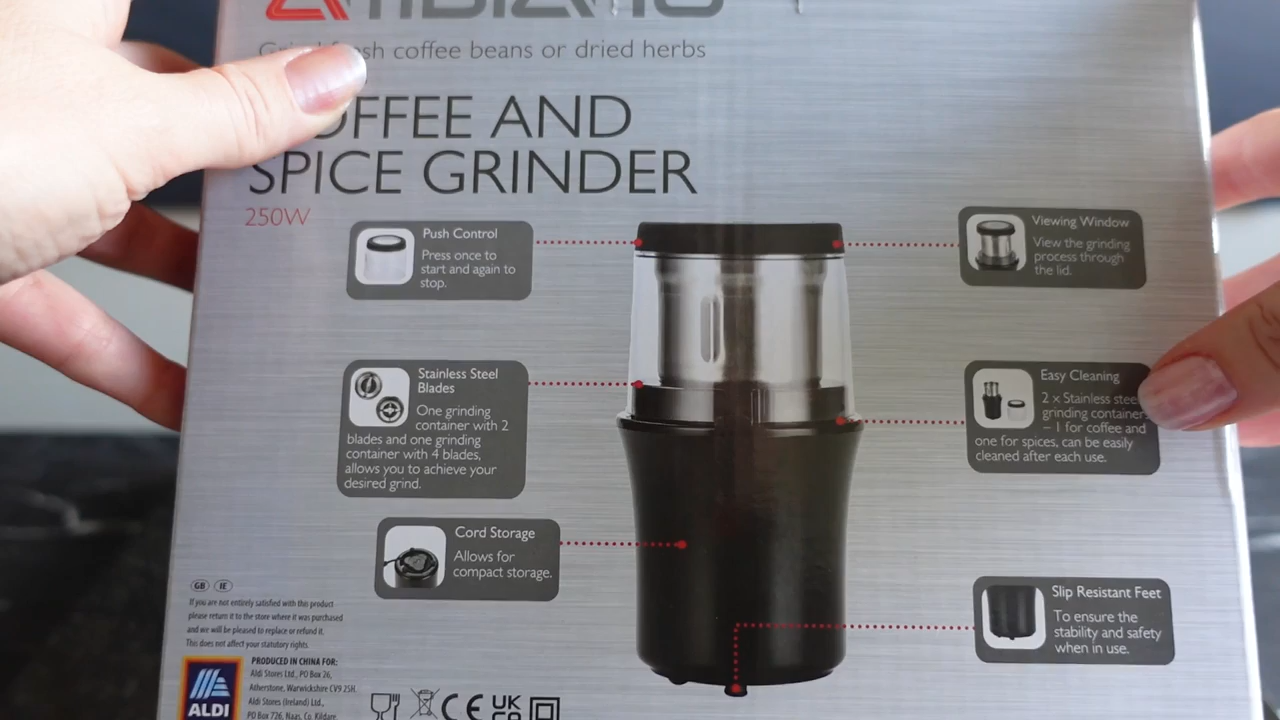 coffee beans or dried herbs
COFFEE AND
SPICE GRINDER
250W
Push Control
Press once to
start and again to
stop.
Viewing Window
View the grinding
process through
the lid.
Stainless Steel
Blades
One grinding
container with 2
blades and one grinding
container with 4 blades,
allows you to achieve your
desired grind.
Easy Cleaning
2 x Stainless steel
grinding container
– 1 for coffee and
one for spices, can be easily
cleaned after each use.
Cord Storage
Allows for
compact storage.
Slip Resistant Feet
To ensure the
stability and safety
when in use.
GB IE
If you are not entirely satisfied with this product
please return it to the store where it was purchased
and we will be pleased to replace or refund it.
This does not affect your statutory rights.
ALDI
PRODUCED IN CHINA FOR:
Aldi Stores Ltd., PO Box 26,
Atherstone, Warwickshire CV9 2SH.
Aldi Stores (Ireland) Ltd.,
PO Box 726, Naas, Co. Kildare.
CE UK
CA